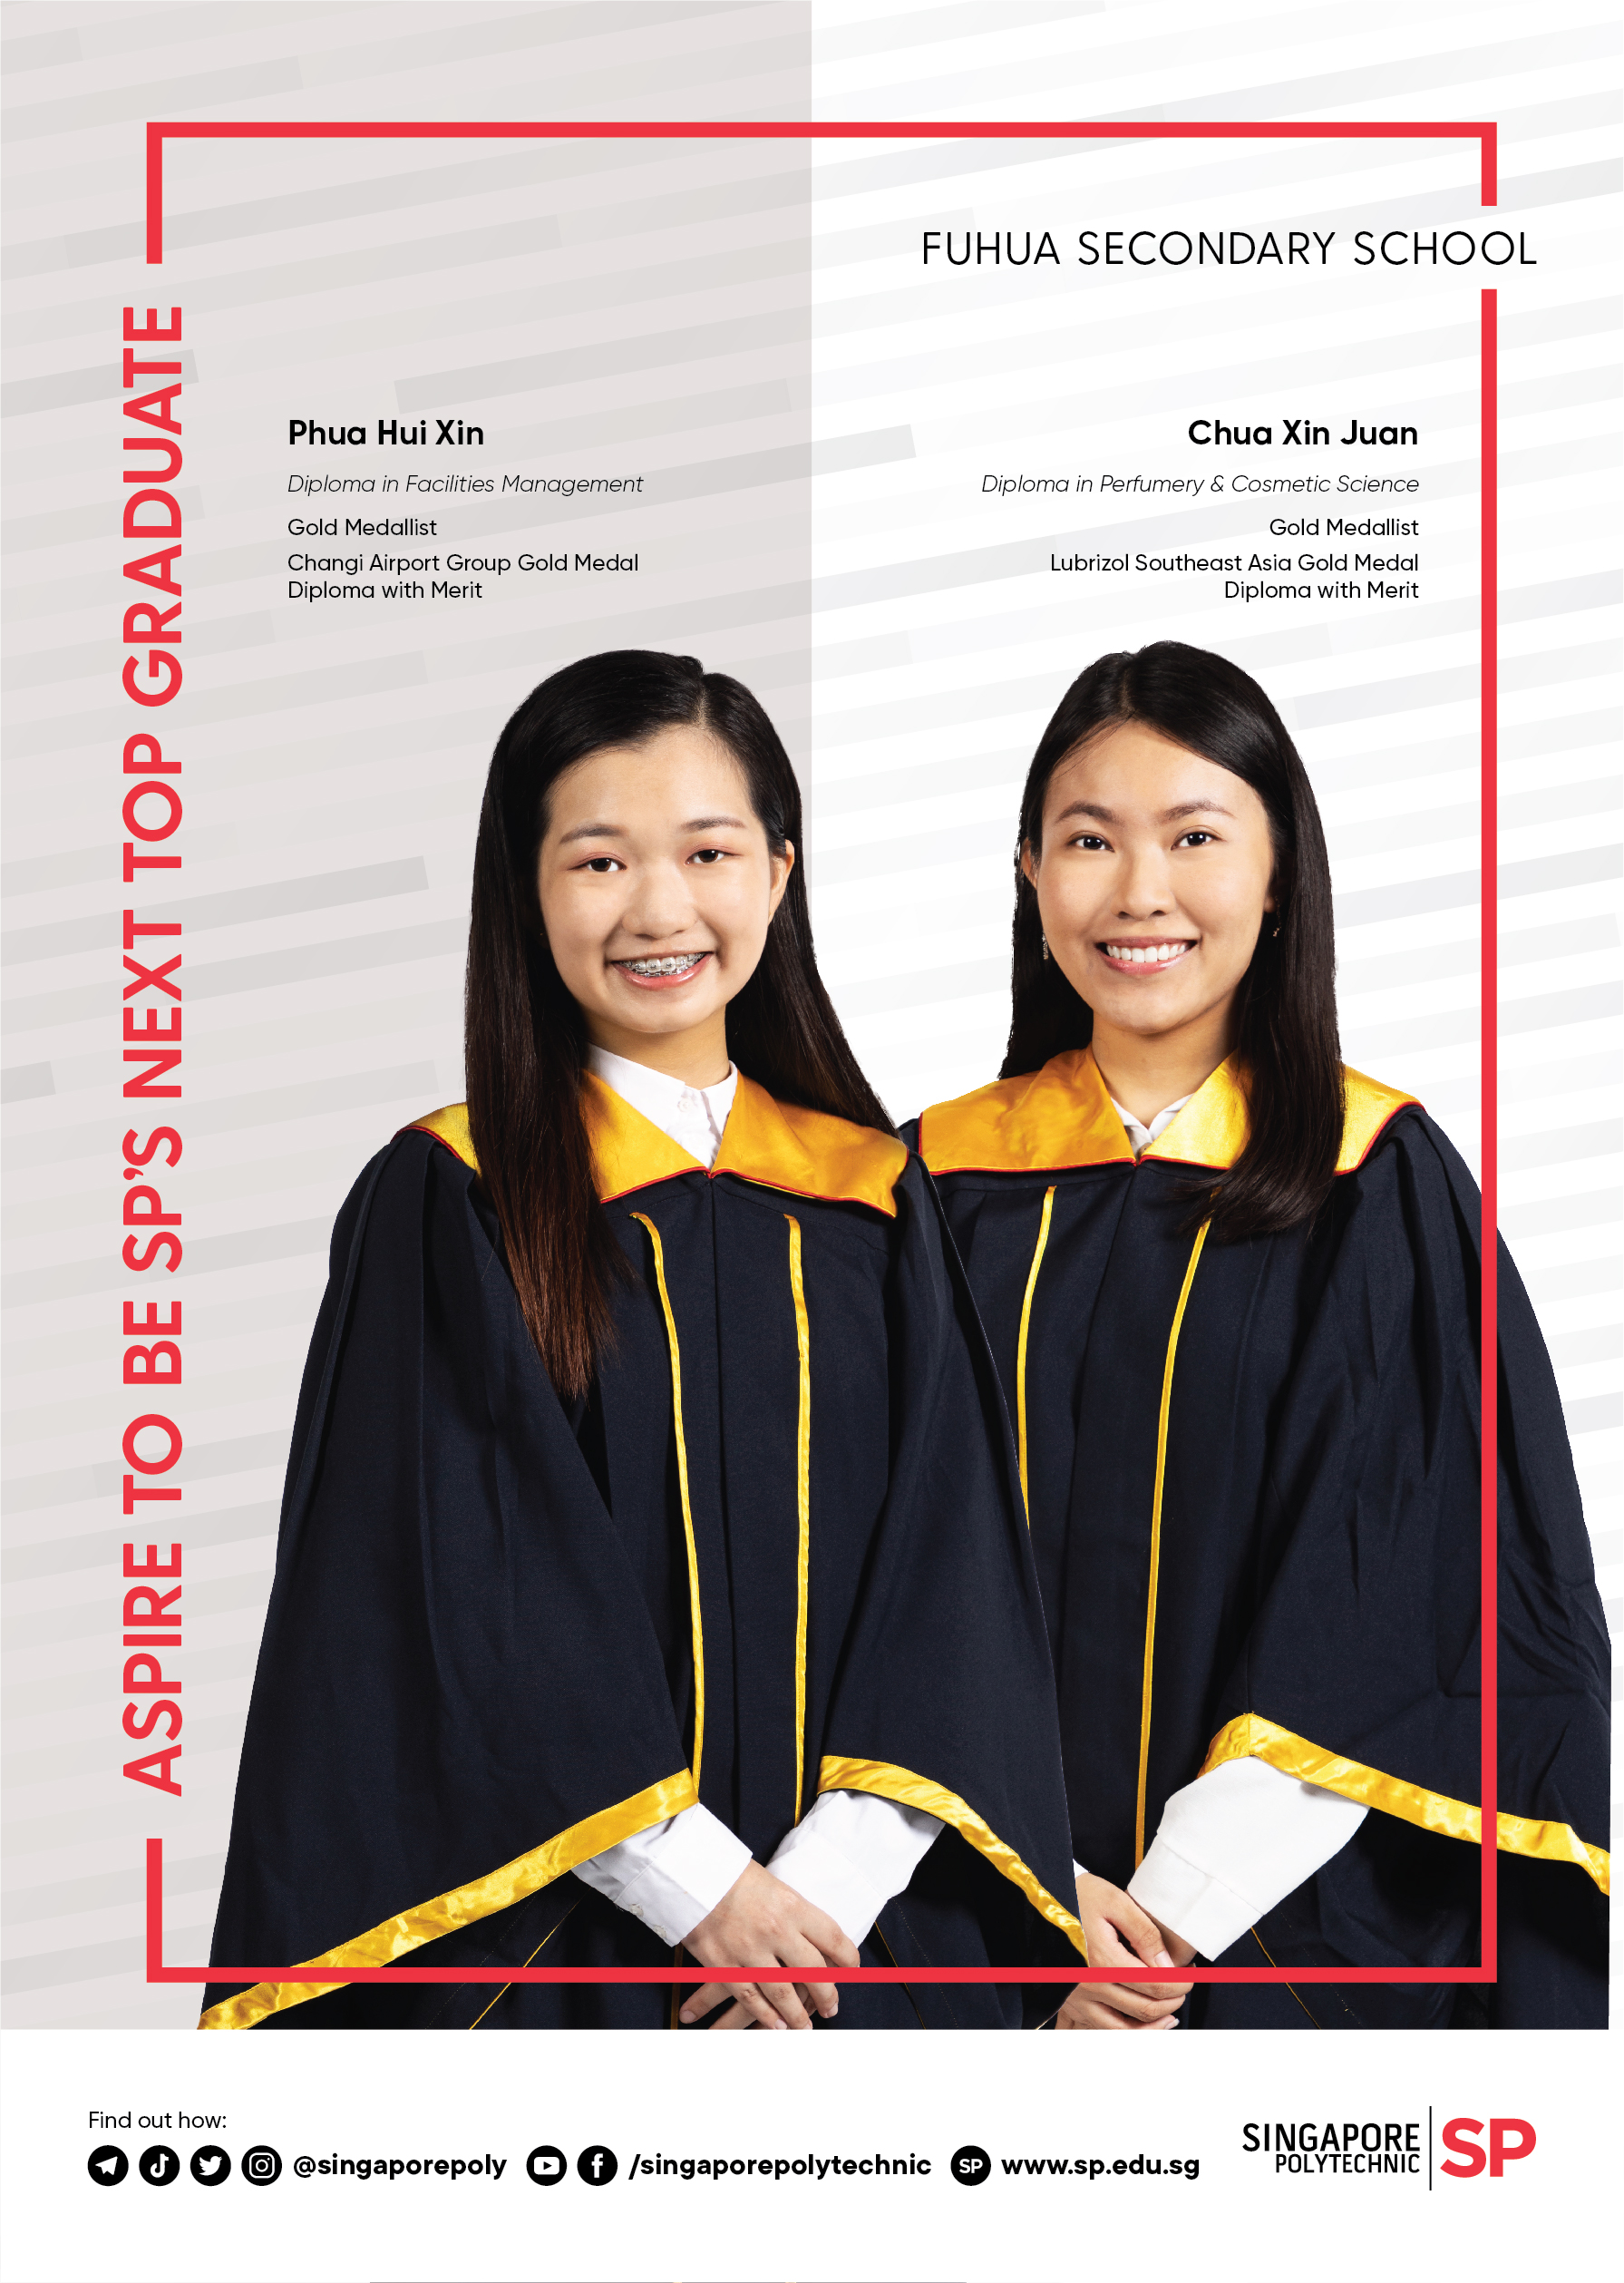 FUHUA SECONDARY SCHOOL
ASPIRE TO BE SP'S NEXT TOP GRADUATE
Phua Hui Xin
Diploma in Facilities Management
Gold Medallist
Changi Airport Group Gold Medal
Diploma with Merit
Chua Xin Juan
Diploma in Perfumery & Cosmetic Science
Gold Medallist
Lubrizol Southeast Asia Gold Medal
Diploma with Merit
Find out how:
@singaporepoly /singaporepolytechnic SP www.sp.edu.sg
SINGAPORE
POLYTECHNIC
SP